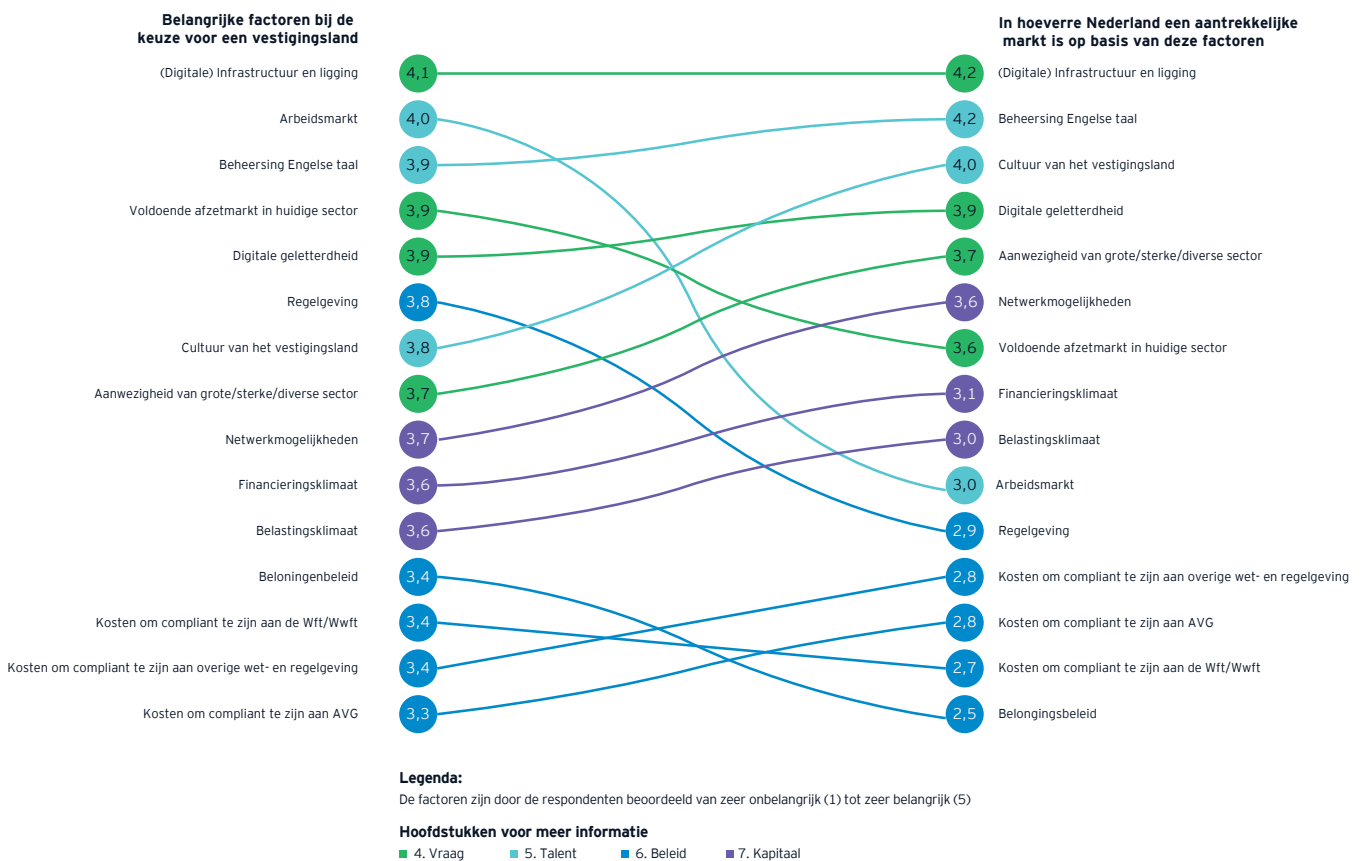 Belangrijke factoren bij de
keuze voor een vestigingsland
In hoeverre Nederland een aantrekkelijke
markt is op basis van deze factoren
(Digitale) Infrastructuur en ligging 4,1 4,2 (Digitale) Infrastructuur en ligging
Arbeidsmarkt 4,0 4,2 Beheersing Engelse taal
Beheersing Engelse taal 3,9 4,0 Cultuur van het vestigingsland
Voldoende afzetmarkt in huidige sector 3,9 3,9 Digitale geletterdheid
Digitale geletterdheid 3,9 3,7 Aanwezigheid van grote/sterke/diverse sector
Regelgeving 3,8 3,6 Netwerkmogelijkheden
Cultuur van het vestigingsland 3,8 3,6 Voldoende afzetmarkt in huidige sector
Aanwezigheid van grote/sterke/diverse sector 3,7 3,1 Financieringsklimaat
Netwerkmogelijkheden 3,7 3,0 Belastingsklimaat
Financieringsklimaat 3,6 3,0 Arbeidsmarkt
Belastingsklimaat 3,6 2,9 Regelgeving
Beloningenbeleid 3,4 2,8 Kosten om compliant te zijn aan overige wet- en regelgeving
Kosten om compliant te zijn aan de Wft/Wwft 3,4 2,8 Kosten om compliant te zijn aan AVG
Kosten om compliant te zijn aan overige wet- en regelgeving 3,4 2,7 Kosten om compliant te zijn aan de Wft/Wwft
Kosten om compliant te zijn aan AVG 3,3 2,5 Belongingsbeleid
Legenda:
De factoren zijn door de respondenten beoordeeld van zeer onbelangrijk (1) tot zeer belangrijk (5)
Hoofdstukken voor meer informatie
4. Vraag 5. Talent 6. Beleid 7. Kapitaal